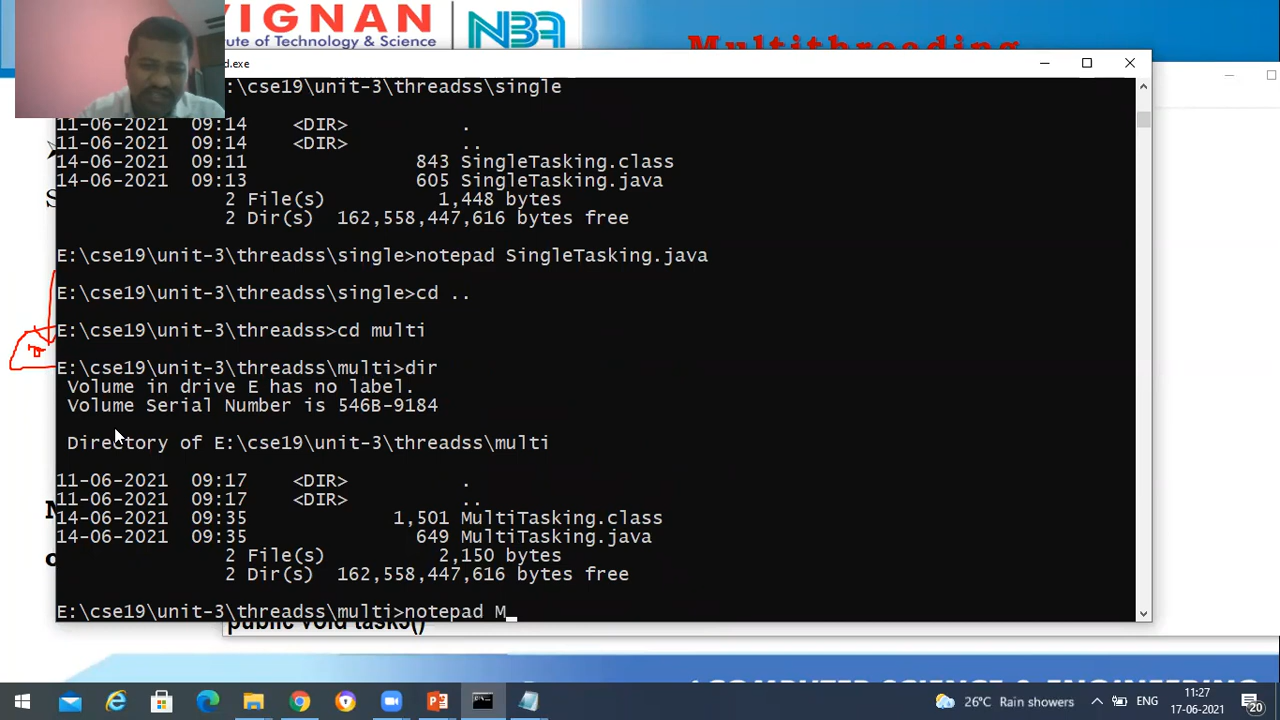 VIGNAN
tute of Technology & Science
NBA
Multithreading
d.exe
:\cse19\unit-3\threadss\single
11-06-2021 09:14 <DIR> .
11-06-2021 09:14 <DIR> ..
14-06-2021 09:11 843 SingleTasking.class
14-06-2021 09:13 605 SingleTasking.java
2 File(s) 1,448 bytes
2 Dir(s) 162,558,447,616 bytes free
E:\cse19\unit-3\threadss\single>notepad SingleTasking.java
E:\cse19\unit-3\threadss\single>cd ..
E:\cse19\unit-3\threadss>cd multi
E:\cse19\unit-3\threadss\multi>dir
Volume in drive E has no label.
Volume Serial Number is 546B-9184
Directory of E:\cse19\unit-3\threadss\multi
11-06-2021 09:17 <DIR> .
11-06-2021 09:17 <DIR> ..
14-06-2021 09:35 1,501 MultiTasking.class
14-06-2021 09:35 649 MultiTasking.java
2 File(s) 2,150 bytes
2 Dir(s) 162,558,447,616 bytes free
E:\cse19\unit-3\threadss\multi>notepad M_
public void task3()
COMPUTER SCIENCE & ENGINEERING
26°C Rain showers
ENG
11:27
17-06-2021
20